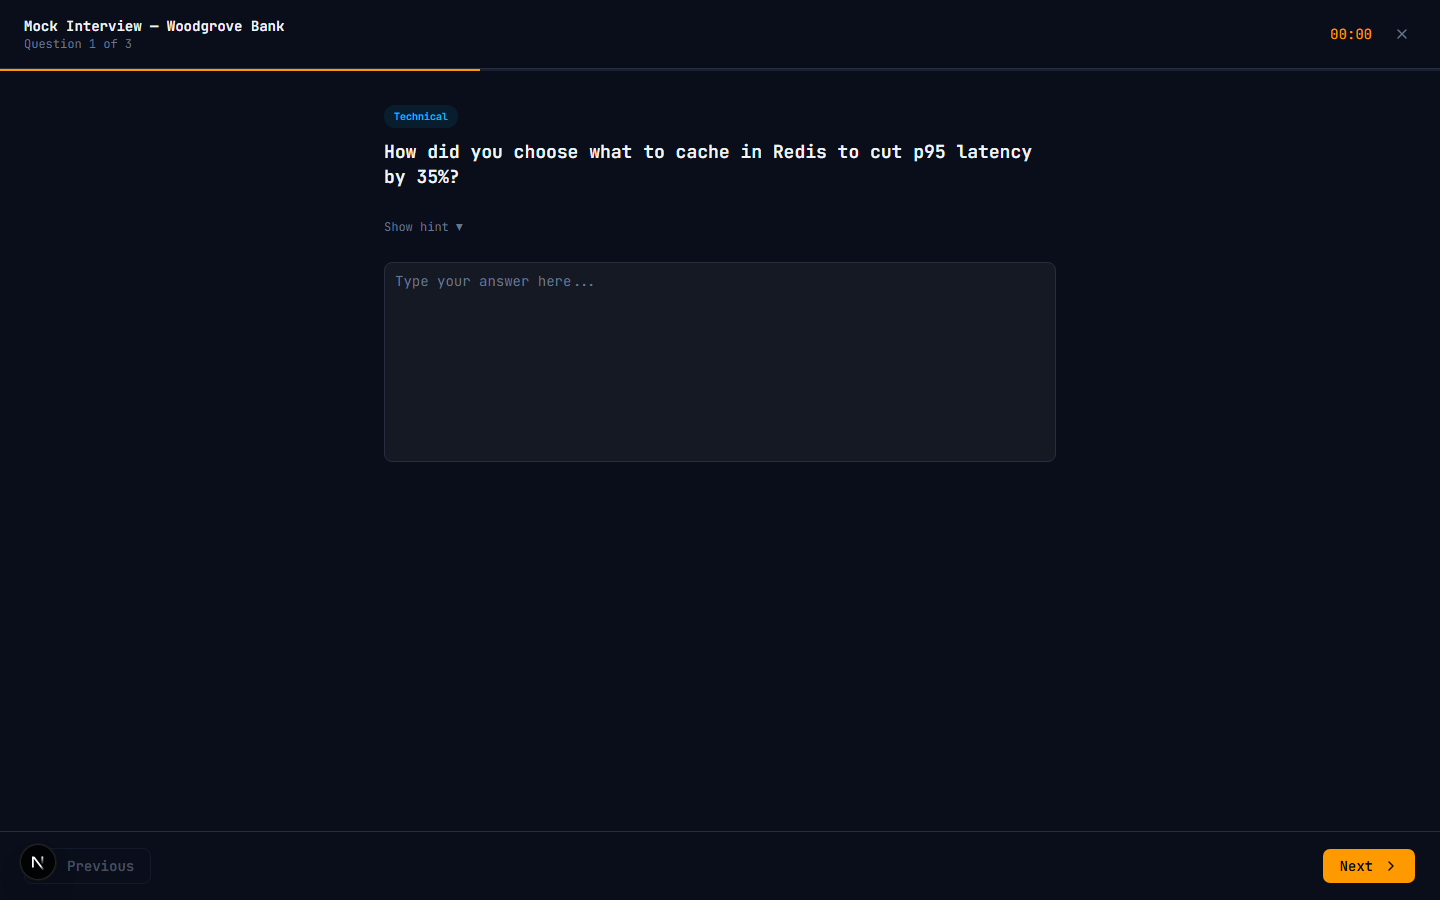 Mock Interview — Woodgrove Bank
Question 1 of 3
00:00
Technical
How did you choose what to cache in Redis to cut p95 latency
by 35%?
Show hint ▼
Type your answer here...
N
Previous
Next